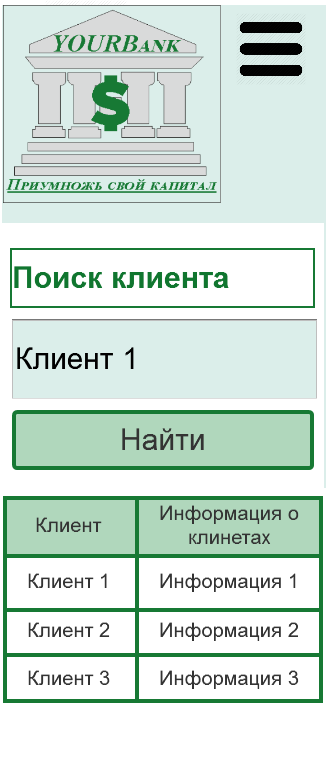 YOURBANK
$
ПРИУМНОЖЬ СВОЙ КАПИТАЛ
Поиск клиента
Клиент 1
Найти
Клиент
Информация о
клинетах
Клиент 1
Информация 1
Клиент 2
Информация 2
Клиент 3
Информация 3